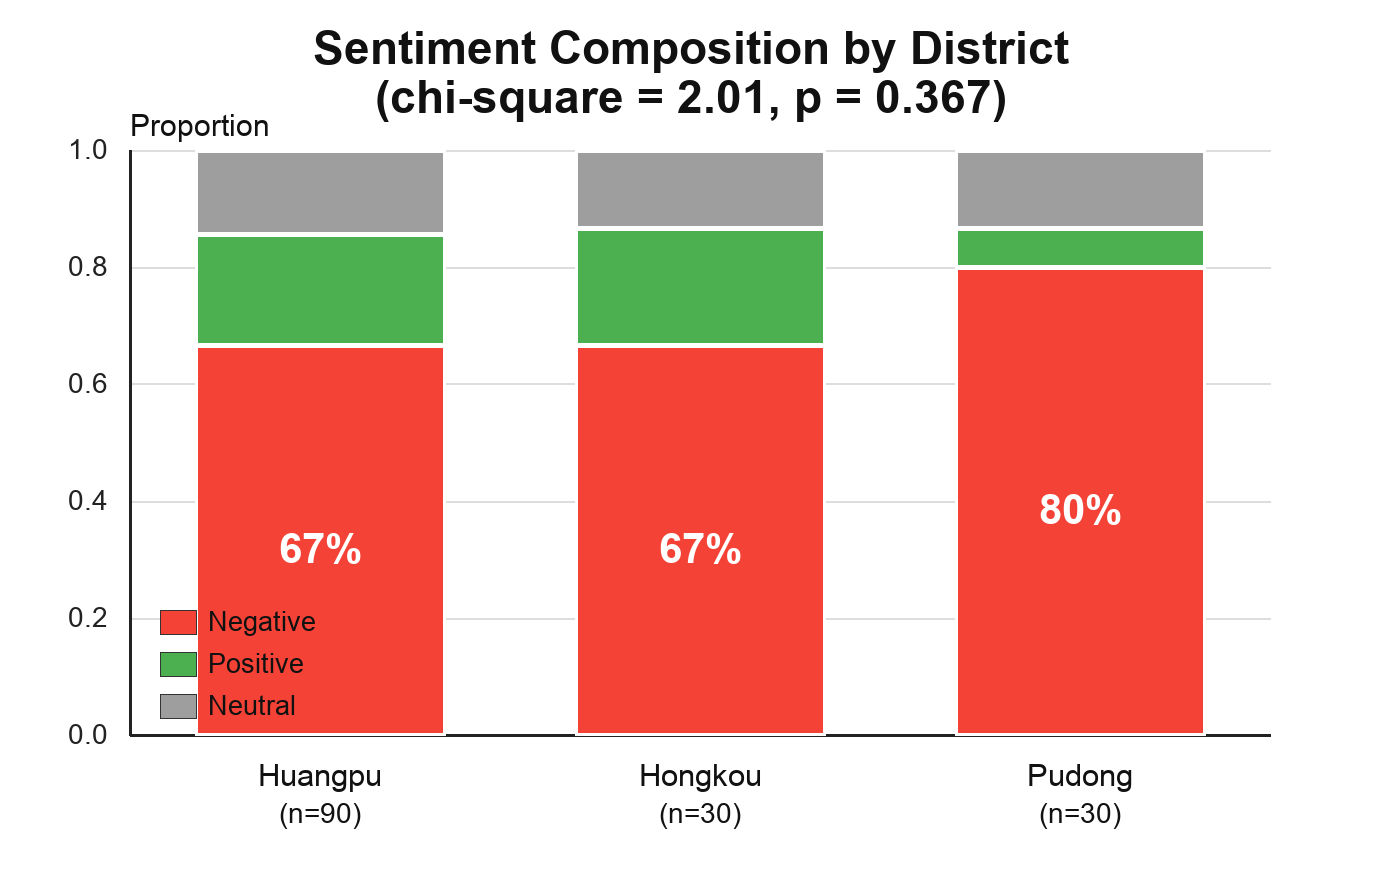 Sentiment Composition by District
(chi-square = 2.01, p = 0.367)
Proportion
1.0
0.8
0.6
0.4
0.2
0.0
67%
67%
80%
Negative
Positive
Neutral
Huangpu
(n=90)
Hongkou
(n=30)
Pudong
(n=30)